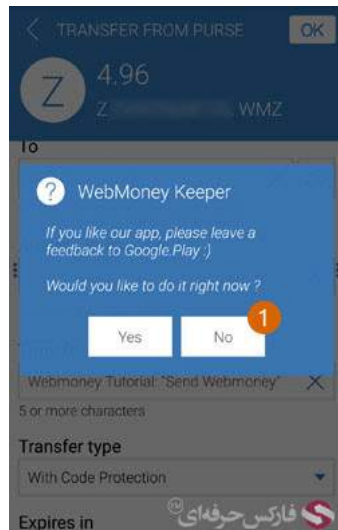 TRANSFER FROM PURSE
OK
Z
4.96
Z WMZ
To
? WebMoney Keeper
If you like our app, please leave a
feedback to Google.Play :)
Would you like to do it right now ?
1
Yes
No
Webmoney Tutorial: "Send Webmoney"
5 or more characters
Transfer type
With Code Protection
Expires in
فارکس حرفه‌ای